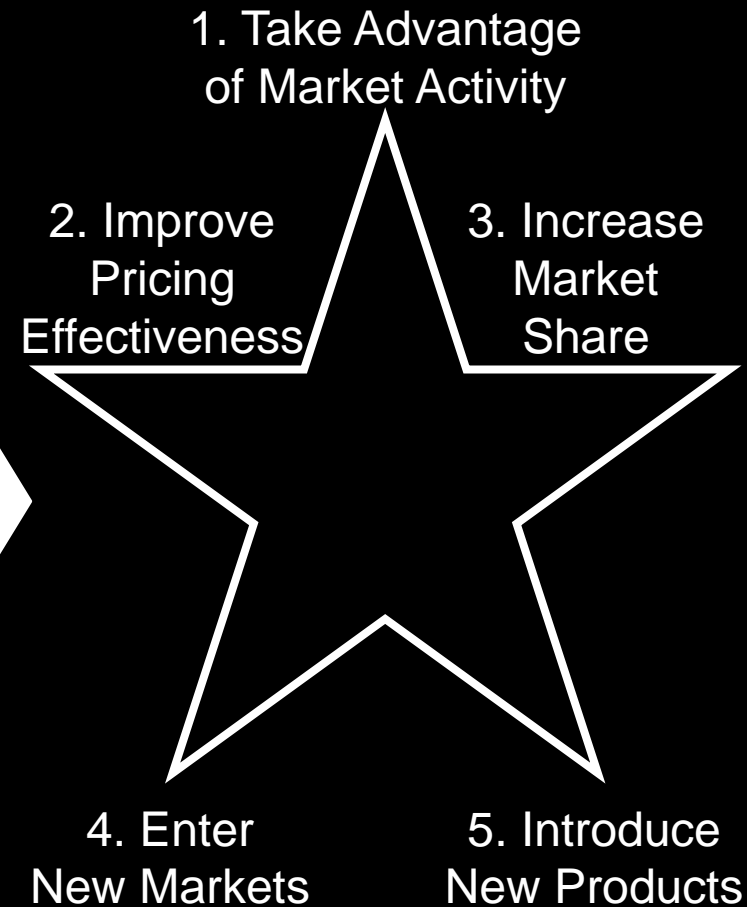 1. Take Advantage
of Market Activity
2. Improve
Pricing
Effectiveness
3. Increase
Market
Share
4. Enter
New Markets
5. Introduce
New Products